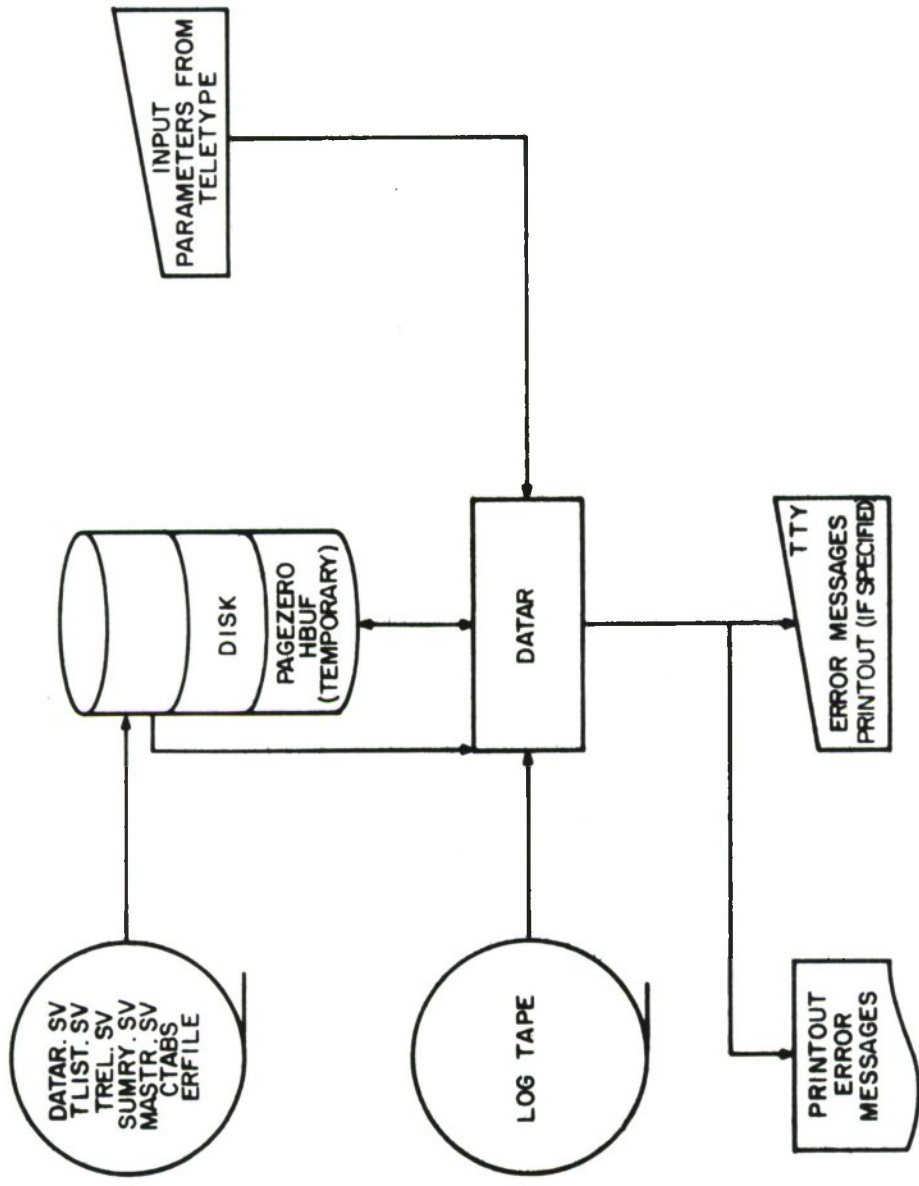 DATAR.SV
TLIST.SV
TREL.SV
SUMRY.SV
MASTR.SV
CTABS
ERFILE
DISK
PAGEZERO
HBUF
(TEMPORARY)
INPUT
PARAMETERS FROM
TELETYPE
LOG TAPE
DATAR
PRINTOUT
ERROR
MESSAGES
TTY
ERROR MESSAGES
PRINTOUT (IF SPECIFIED)